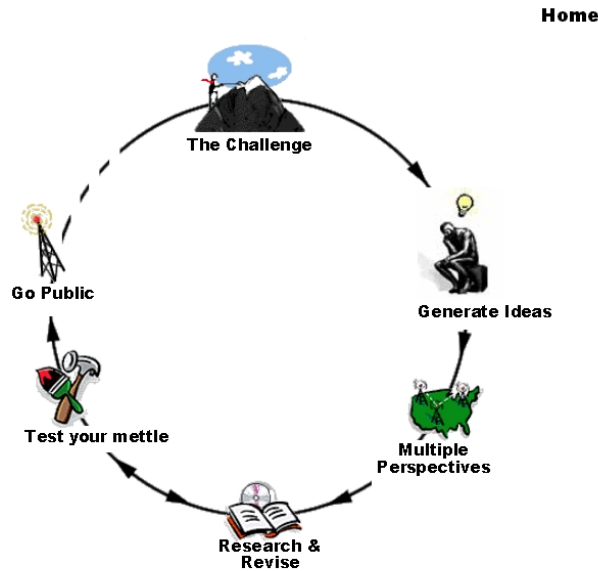 Home
The Challenge
Generate Ideas
Multiple
Perspectives
Research &
Revise
Test your mettle
Go Public